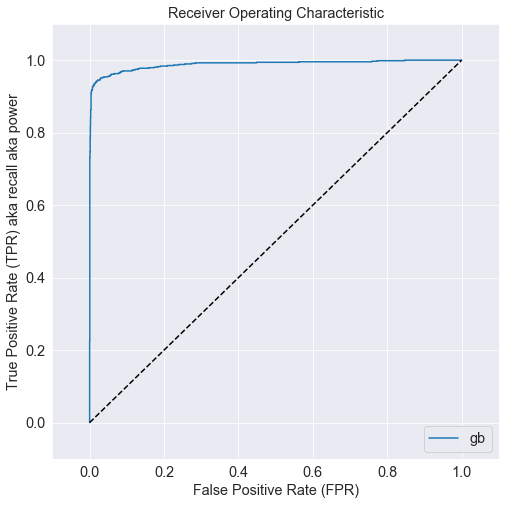 Receiver Operating Characteristic
True Positive Rate (TPR) aka recall aka power
1.0
0.8
0.6
0.4
0.2
0.0
gb
0.0 0.2 0.4 0.6 0.8 1.0
False Positive Rate (FPR)